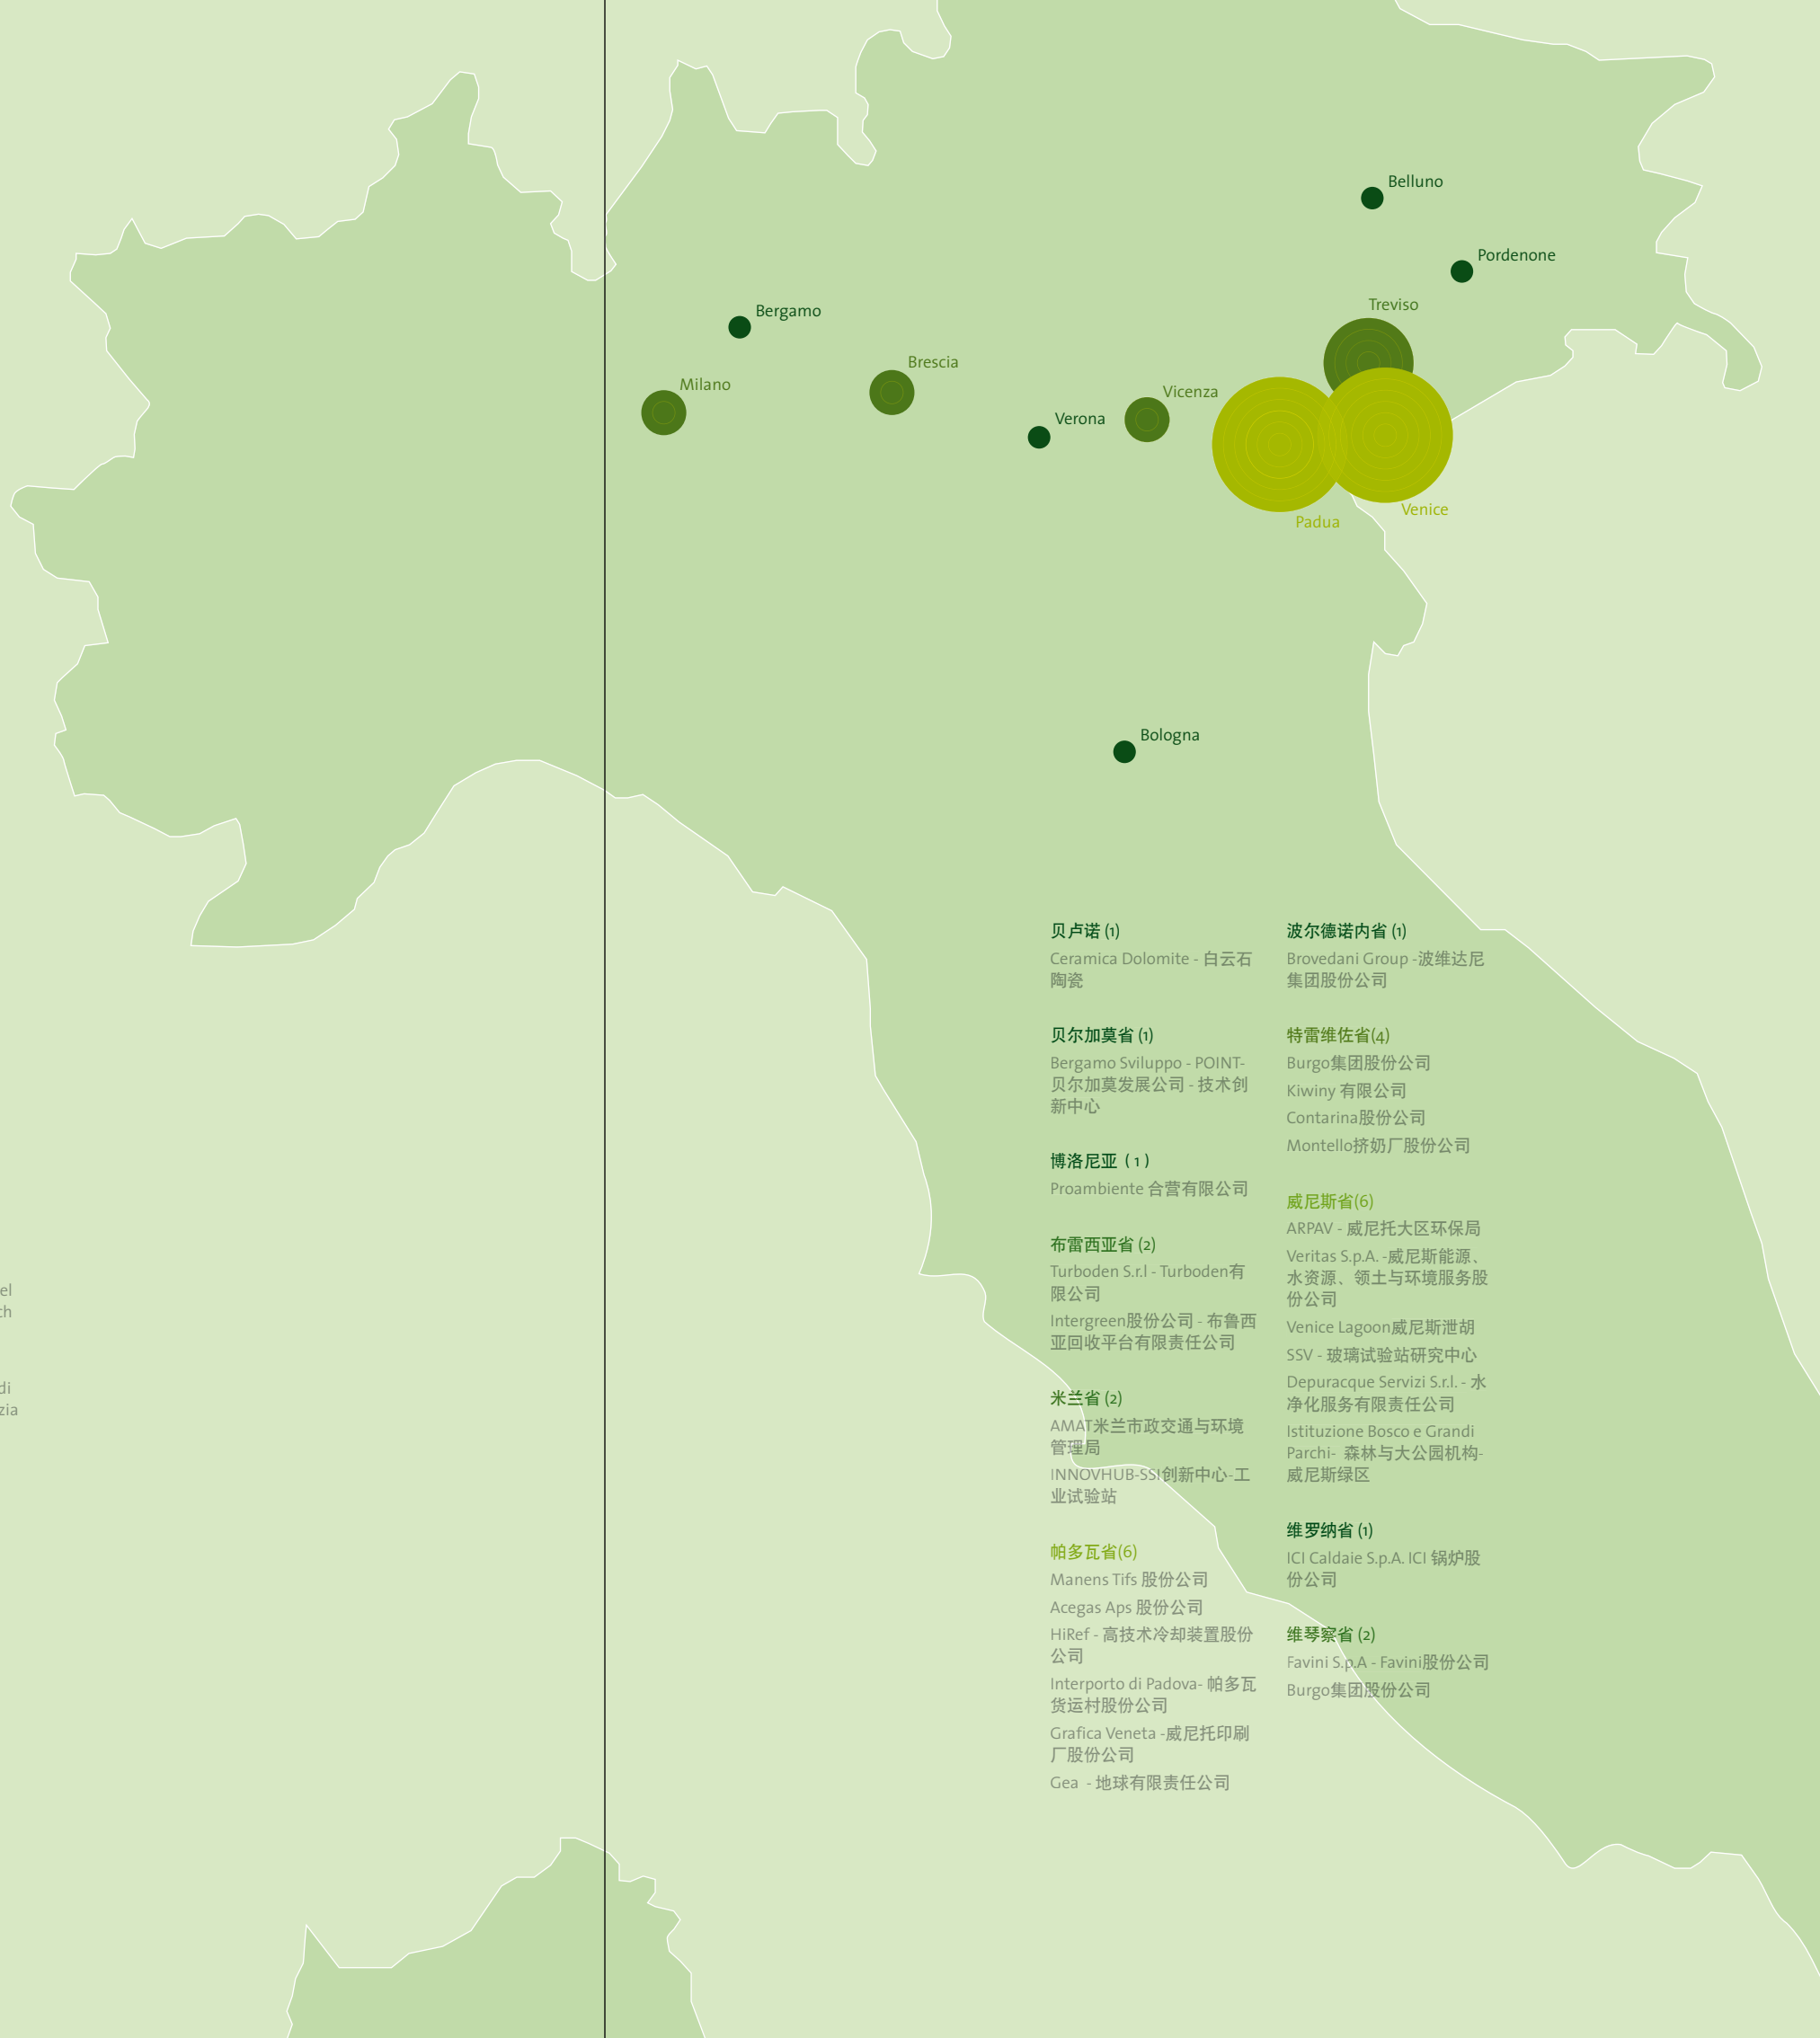 Belluno
Pordenone
Treviso
Bergamo
Brescia
Milano
Vicenza
Verona
Venice
Padua
Bologna
el
ch
di
zia
贝卢诺 (1)
Ceramica Dolomite - 白云石
陶瓷
贝尔加莫省 (1)
Bergamo Sviluppo - POINT-
贝尔加莫发展公司 - 技术创
新中心
博洛尼亚（1）
Proambiente 合营有限公司
布雷西亚省 (2)
Turboden S.r.l - Turboden有
限公司
Intergreen股份公司 - 布鲁西
亚回收平台有限责任公司
米兰省 (2)
AMAT米兰市政交通与环境
管理局
INNOVHUB-SSI创新中心-工
业试验站
帕多瓦省(6)
Manens Tifs 股份公司
Acegas Aps 股份公司
HiRef - 高技术冷却装置股份
公司
Interporto di Padova- 帕多瓦
货运村股份公司
Grafica Veneta -威尼托印刷
厂股份公司
Gea - 地球有限责任公司
波尔德诺内省 (1)
Brovedani Group -波维达尼
集团股份公司
特雷维佐省(4)
Burgo集团股份公司
Kiwiny 有限公司
Contarina股份公司
Montello挤奶厂股份公司
威尼斯省(6)
ARPAV - 威尼托大区环保局
Veritas S.p.A. -威尼斯能源、
水资源、领土与环境服务股
份公司
Venice Lagoon威尼斯泄胡
SSV - 玻璃试验站研究中心
Depuracque Servizi S.r.l. - 水
净化服务有限责任公司
Istituzione Bosco e Grandi
Parchi- 森林与大公园机构-
威尼斯绿区
维罗纳省 (1)
ICI Caldaie S.p.A. ICI 锅炉股
份公司
维琴察省 (2)
Favini S.p.A - Favini股份公司
Burgo集团股份公司